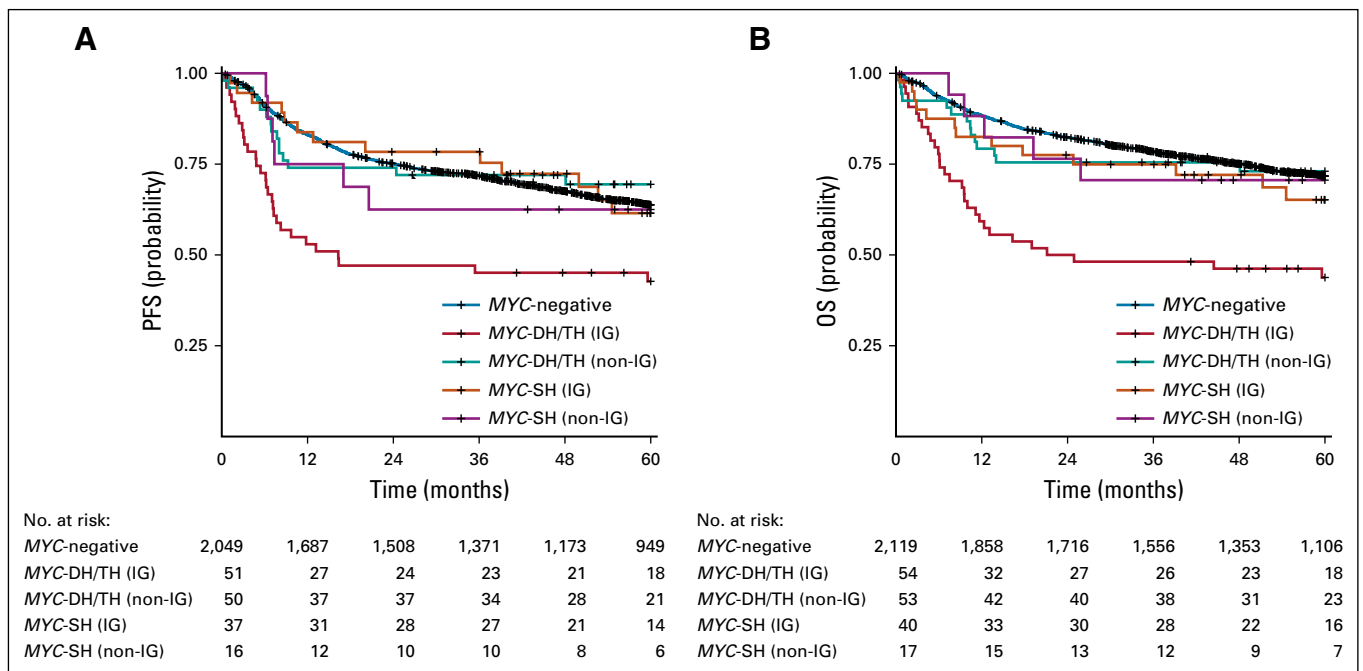 A
1.00
0.75
0.50
0.25
PFS (probability)
MYC-negative
MYC-DH/TH (IG)
MYC-DH/TH (non-IG)
MYC-SH (IG)
MYC-SH (non-IG)
0 12 24 36 48 60
Time (months)
No. at risk:
MYC-negative 2,049 1,687 1,508 1,371 1,173 949
MYC-DH/TH (IG) 51 27 24 23 21 18
MYC-DH/TH (non-IG) 50 37 37 34 28 21
MYC-SH (IG) 37 31 28 27 21 14
MYC-SH (non-IG) 16 12 10 10 8 6
B
1.00
0.75
0.50
0.25
OS (probability)
MYC-negative
MYC-DH/TH (IG)
MYC-DH/TH (non-IG)
MYC-SH (IG)
MYC-SH (non-IG)
0 12 24 36 48 60
Time (months)
No. at risk:
MYC-negative 2,119 1,858 1,716 1,556 1,353 1,106
MYC-DH/TH (IG) 54 32 27 26 23 18
MYC-DH/TH (non-IG) 53 42 40 38 31 23
MYC-SH (IG) 40 33 30 28 22 16
MYC-SH (non-IG) 17 15 13 12 9 7